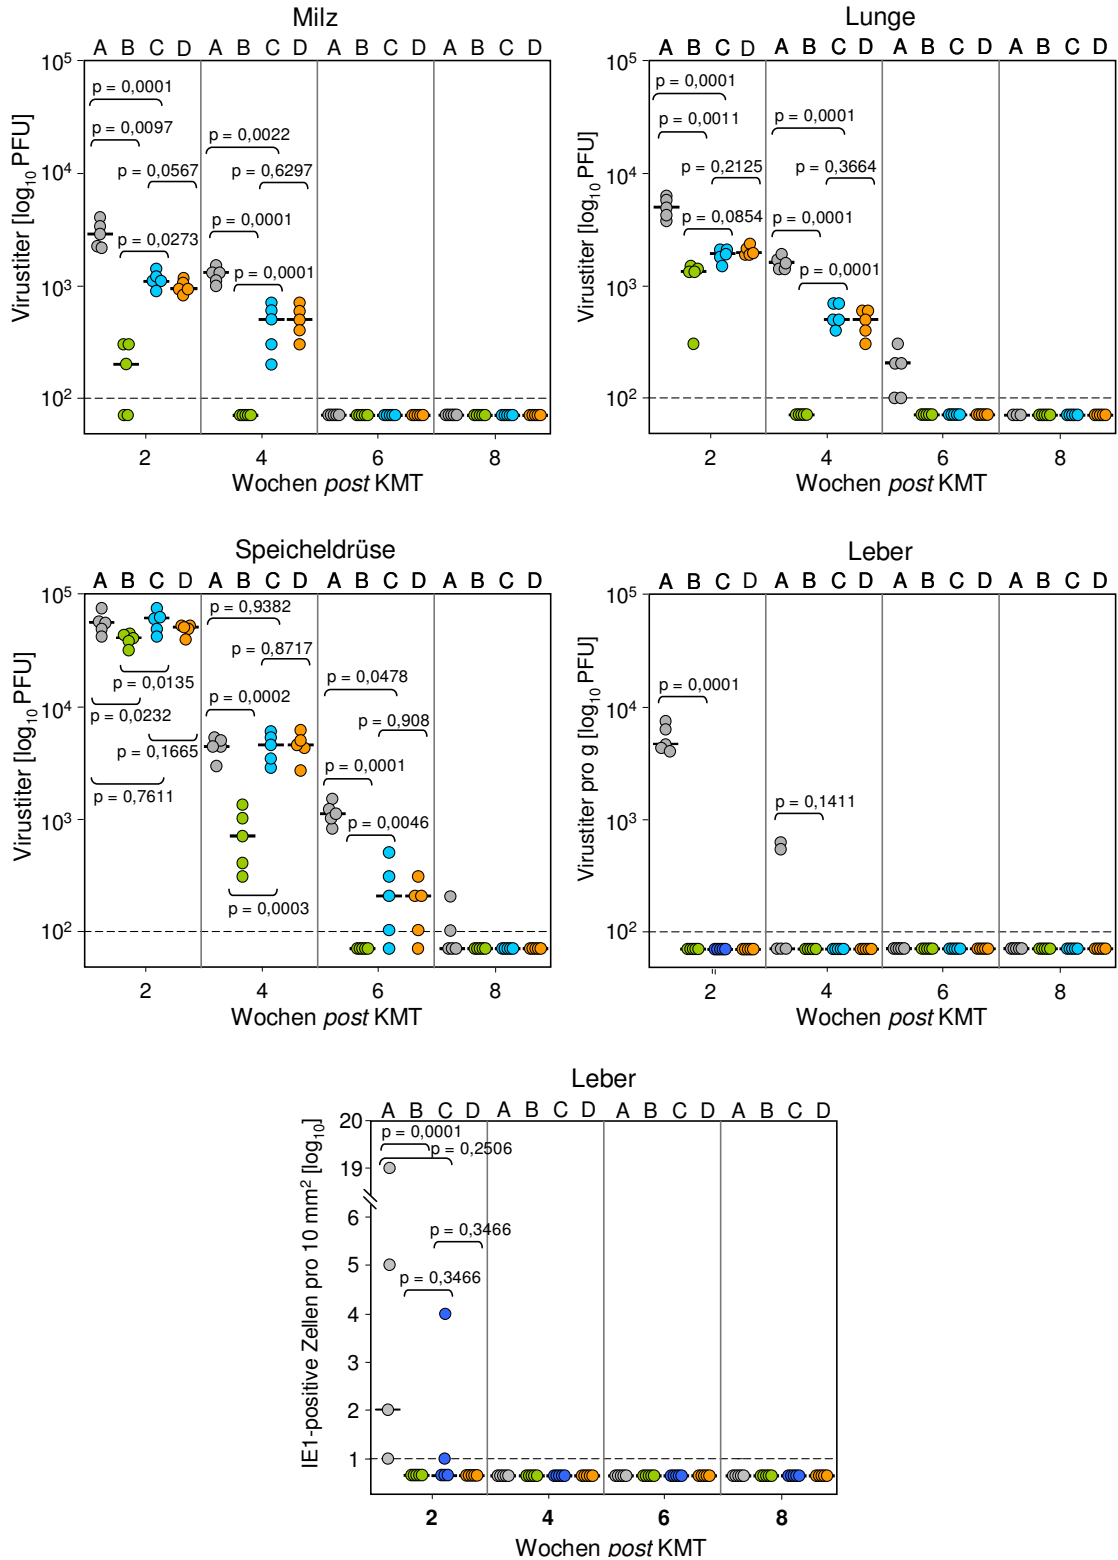 Milz
A B C D A B C D A B C D A B C D
10⁵
p = 0,0001
p = 0,0097
p = 0,0022
p = 0,0567
p = 0,6297
10⁴
p = 0,0001
p = 0,0273
p = 0,0001
10³
10²
Virustiter [log₁₀ PFU]
2 4 6 8
Wochen post KMT
Lunge
A B C D A B C D A B C D A B C D
10⁵
p = 0,0001
p = 0,0011
p = 0,0001
p = 0,2125
p = 0,3664
10⁴
p = 0,0854
p = 0,0001
p = 0,0001
10³
10²
Virustiter [log₁₀ PFU]
2 4 6 8
Wochen post KMT
Speicheldrüse
A B C D A B C D A B C D A B C D
10⁵
p = 0,9382
p = 0,8717
p = 0,0135
p = 0,0478
p = 0,0002
10⁴
p = 0,0232
p = 0,908
p = 0,1665
p = 0,0001
p = 0,7611
p = 0,0046
10³
p = 0,0003
10²
Virustiter [log₁₀ PFU]
2 4 6 8
Wochen post KMT
Leber
A B C D A B C D A B C D A B C D
10⁵
p = 0,0001
10⁴
p = 0,1411
10³
10²
Virustiter pro g [log₁₀ PFU]
2 4 6 8
Wochen post KMT
Leber
A B C D A B C D A B C D A B C D
20
p = 0,0001
p = 0,2506
19
6
p = 0,3466
5
p = 0,3466
4
3
2
1
IE1-positive Zellen pro 10 mm² [log₁₀]
2 4 6 8
Wochen post KMT